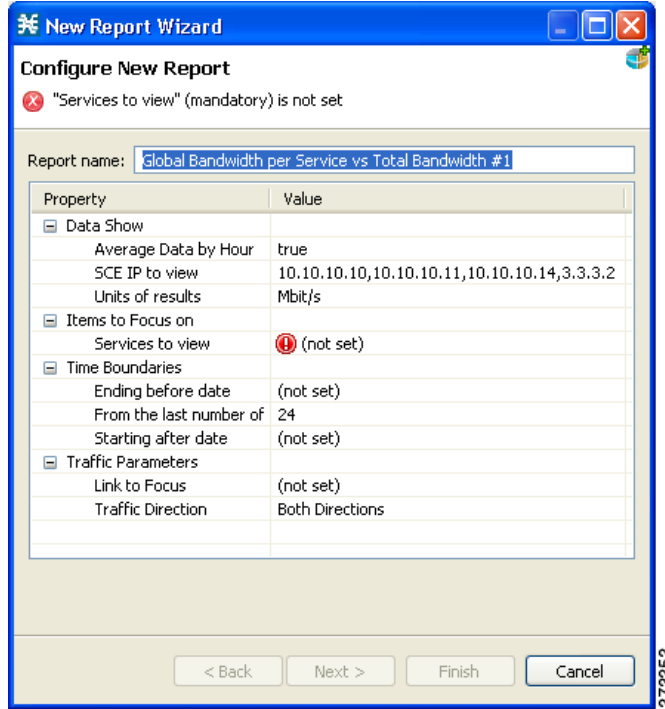 New Report Wizard
Configure New Report
"Services to view" (mandatory) is not set
Report name: Global Bandwidth per Service vs Total Bandwidth #1
Property Value
Data Show
Average Data by Hour true
SCE IP to view 10.10.10.10,10.10.10.11,10.10.10.14,3.3.3.2
Units of results Mbit/s
Items to Focus on
Services to view (not set)
Time Boundaries
Ending before date (not set)
From the last number of 24
Starting after date (not set)
Traffic Parameters
Link to Focus (not set)
Traffic Direction Both Directions
< Back Next > Finish Cancel